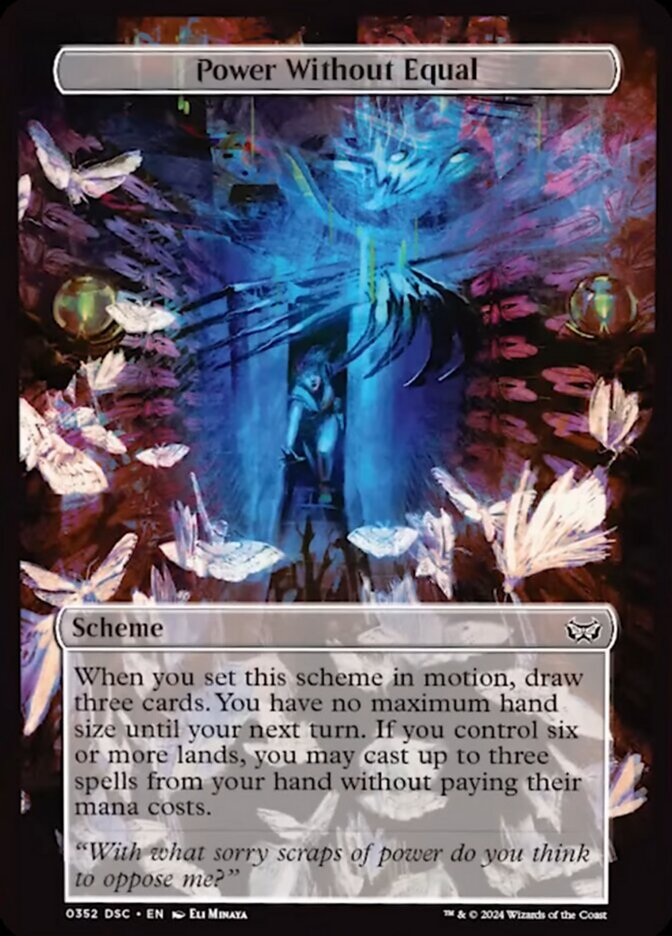 Power Without Equal
Scheme
When you set this scheme in motion, draw
three cards. You have no maximum hand
size until your next turn. If you control six
or more lands, you may cast up to three
spells from your hand without paying their
mana costs.
“With what sorry scraps of power do you think
to oppose me?”
0352 DSC • EN Eli Minaya
™ & © 2024 Wizards of the Coast